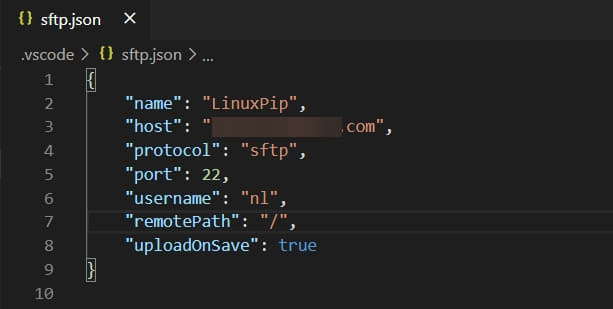 {} sftp.json ×
.vscode > {} sftp.json > ...
1 {
2 "name": "LinuxPip",
3 "host": " .com",
4 "protocol": "sftp",
5 "port": 22,
6 "username": "nl",
7 "remotePath": "/",
8 "uploadOnSave": true
9 }
10